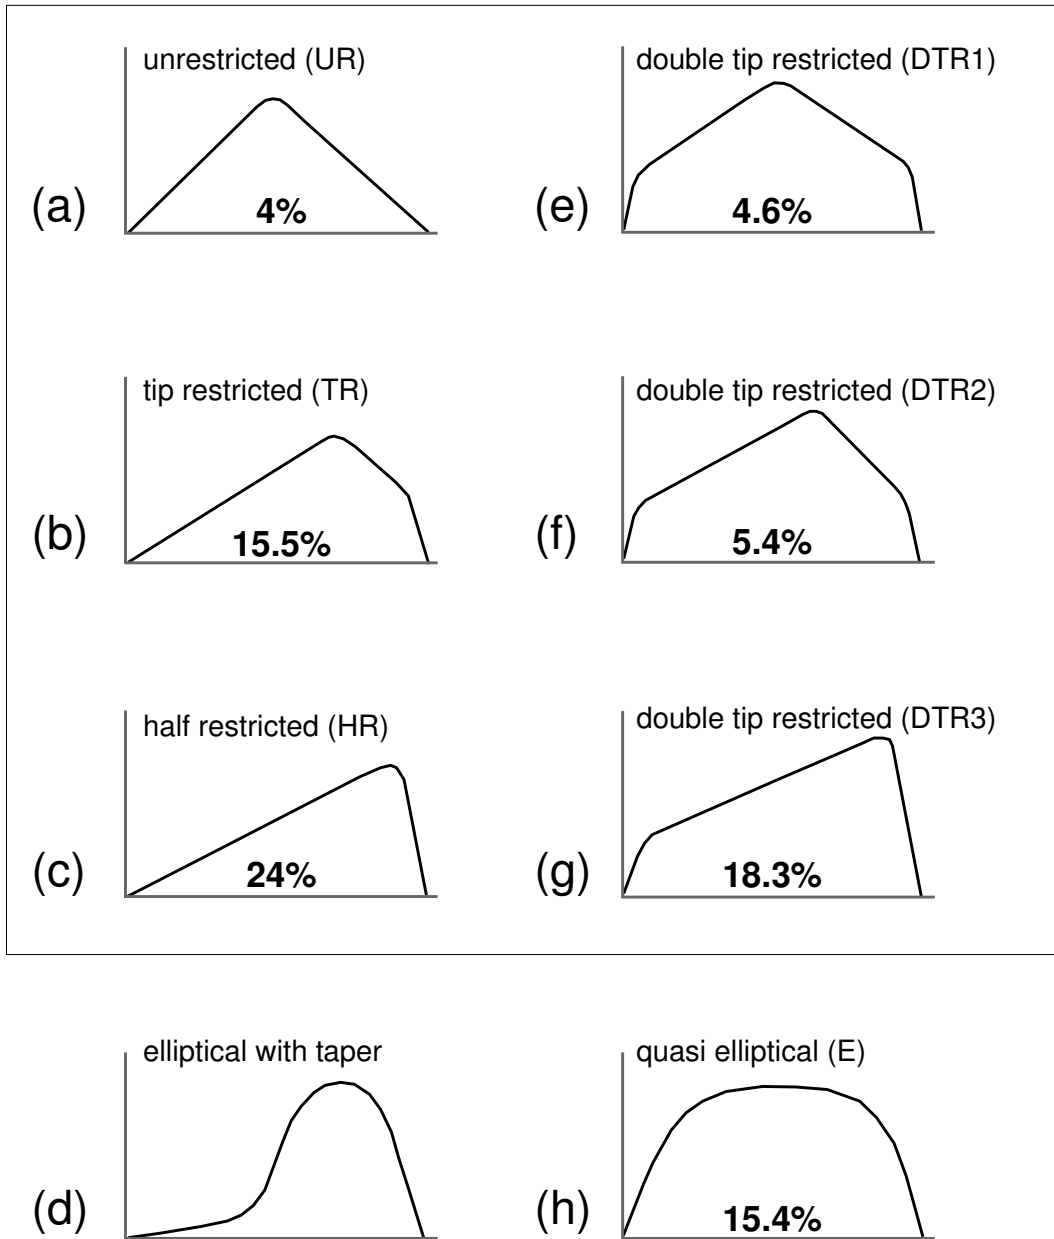 unrestricted (UR)
(a)
4%
double tip restricted (DTR1)
(e)
4.6%
tip restricted (TR)
(b)
15.5%
double tip restricted (DTR2)
(f)
5.4%
half restricted (HR)
(c)
24%
double tip restricted (DTR3)
(g)
18.3%
elliptical with taper
(d)
quasi elliptical (E)
(h)
15.4%